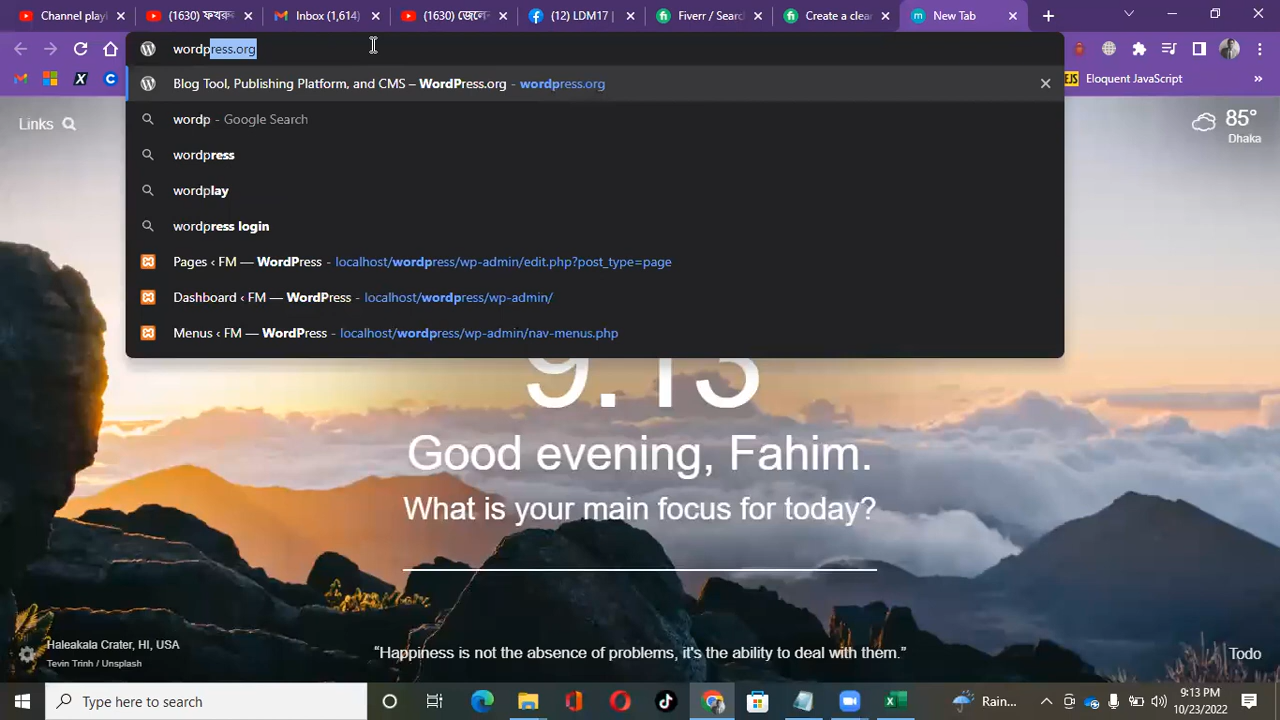 Channel playl
(1630) ফযরুল
Inbox (1,614)
(1630) জেলে
(12) LDM17 |
Fiverr / Searc
Create a clear
New Tab
wordpress.org
Eloquent JavaScript
Blog Tool, Publishing Platform, and CMS – WordPress.org - wordpress.org
wordp - Google Search
wordpress
wordplay
wordpress login
Pages ‹ FM — WordPress - localhost/wordpress/wp-admin/edit.php?post_type=page
Dashboard ‹ FM — WordPress - localhost/wordpress/wp-admin/
Menus ‹ FM — WordPress - localhost/wordpress/wp-admin/nav-menus.php
Links
85°
Dhaka
9:13
Good evening, Fahim.
What is your main focus for today?
Haleakala Crater, HI, USA
Tevin Trinh / Unsplash
“Happiness is not the absence of problems, it's the ability to deal with them.”
Todo
Type here to search
Rain...
9:13 PM
10/23/2022